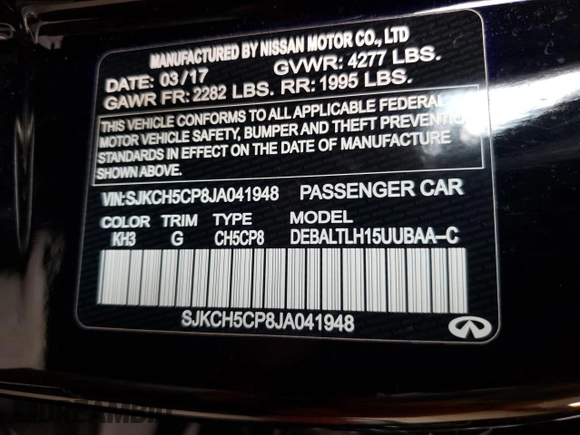 MANUFACTURED BY NISSAN MOTOR CO., LTD
DATE: 03/17 GVWR: 4277 LBS.
GAWR FR: 2282 LBS. RR: 1995 LBS.
THIS VEHICLE CONFORMS TO ALL APPLICABLE FEDERAL
MOTOR VEHICLE SAFETY, BUMPER AND THEFT PREVENTION
STANDARDS IN EFFECT ON THE DATE OF MANUFACTURE
SHOWN ABOVE.
VIN:SJKCH5CP8JA041948 PASSENGER CAR
COLOR TRIM TYPE MODEL
KH3 G CH5CP8 DEBALTLH15UUBAA-C
SJKCH5CP8JA041948